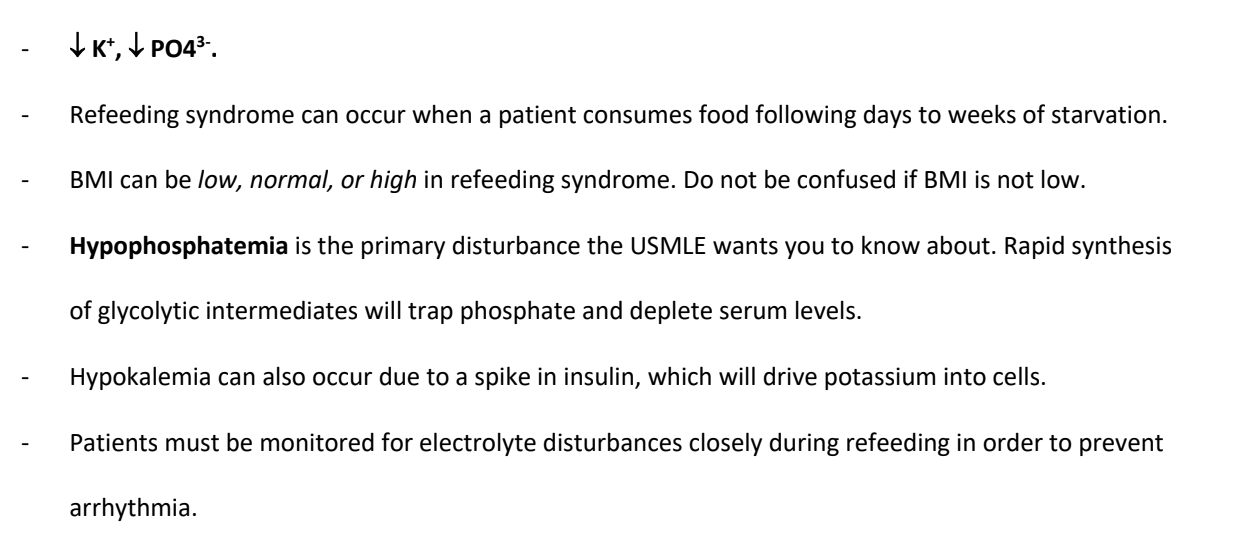 - ↓ K⁺, ↓ PO4³⁻.
- Refeeding syndrome can occur when a patient consumes food following days to weeks of starvation.
- BMI can be low, normal, or high in refeeding syndrome. Do not be confused if BMI is not low.
- Hypophosphatemia is the primary disturbance the USMLE wants you to know about. Rapid synthesis
of glycolytic intermediates will trap phosphate and deplete serum levels.
- Hypokalemia can also occur due to a spike in insulin, which will drive potassium into cells.
- Patients must be monitored for electrolyte disturbances closely during refeeding in order to prevent
arrhythmia.